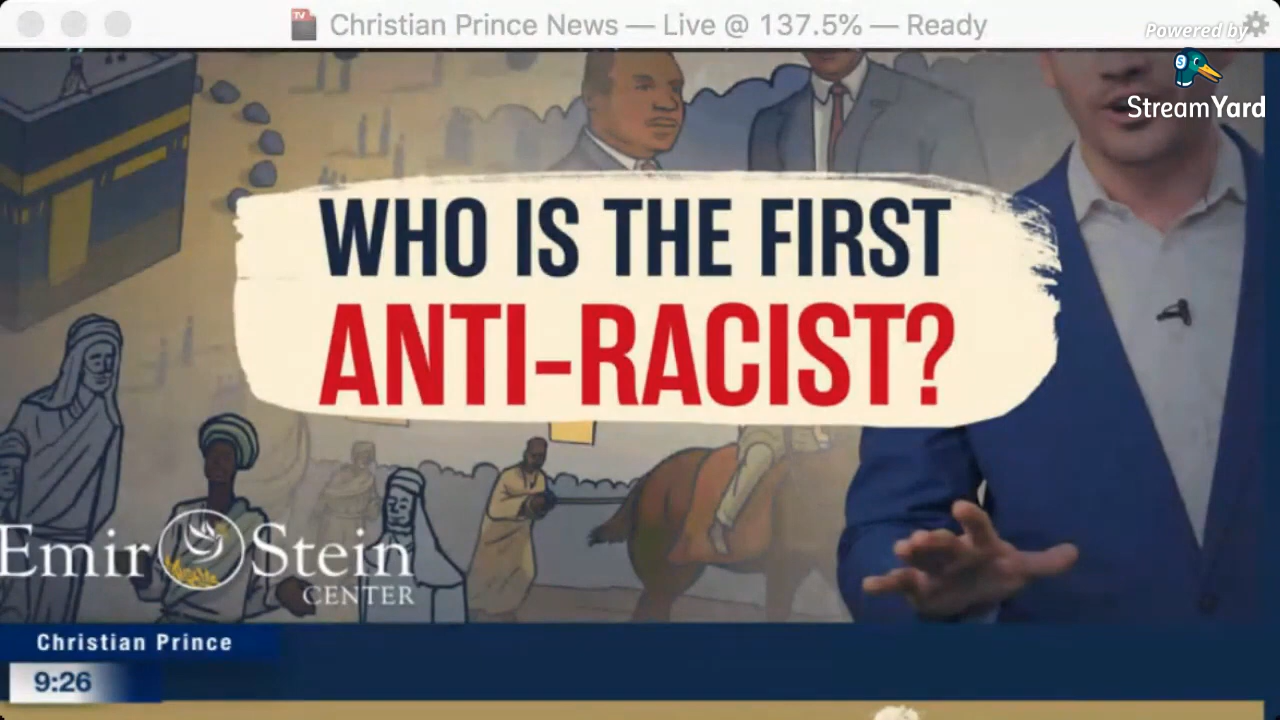 Christian Prince News — Live @ 137.5% — Ready
Powered by
StreamYard
WHO IS THE FIRST
ANTI-RACIST?
Emir Stein
CENTER
Christian Prince
9:26